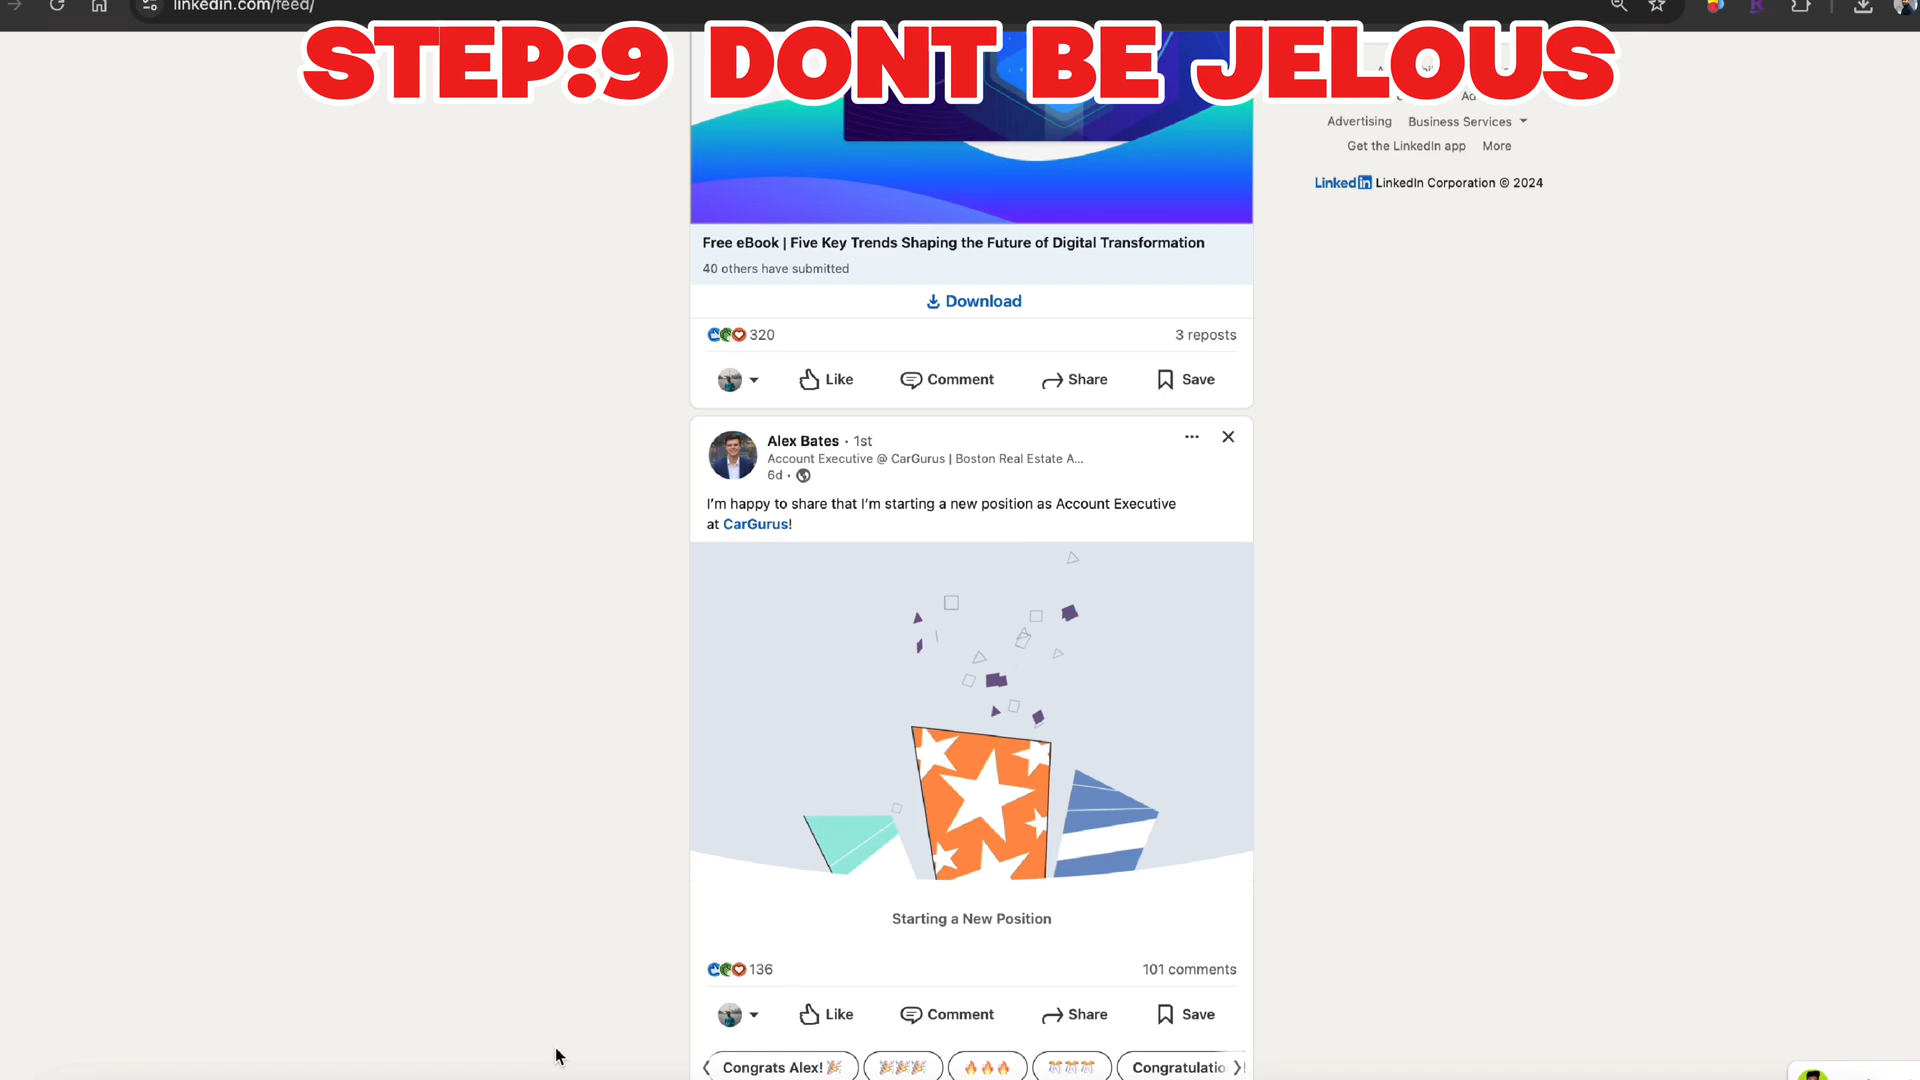 linkedin.com/feed/
STEP:9 DONT BE JELOUS
Advertising Business Services
Get the LinkedIn app More
LinkedIn LinkedIn Corporation © 2024
Free eBook | Five Key Trends Shaping the Future of Digital Transformation
40 others have submitted
Download
320 3 reposts
Like Comment Share Save
Alex Bates · 1st
Account Executive @ CarGurus | Boston Real Estate A...
6d ·
I'm happy to share that I'm starting a new position as Account Executive
at CarGurus!
Starting a New Position
136 101 comments
Like Comment Share Save
Congrats Alex! 🎉 🎉🎉🎉 🔥🔥🔥 👏👏👏 Congratulatio